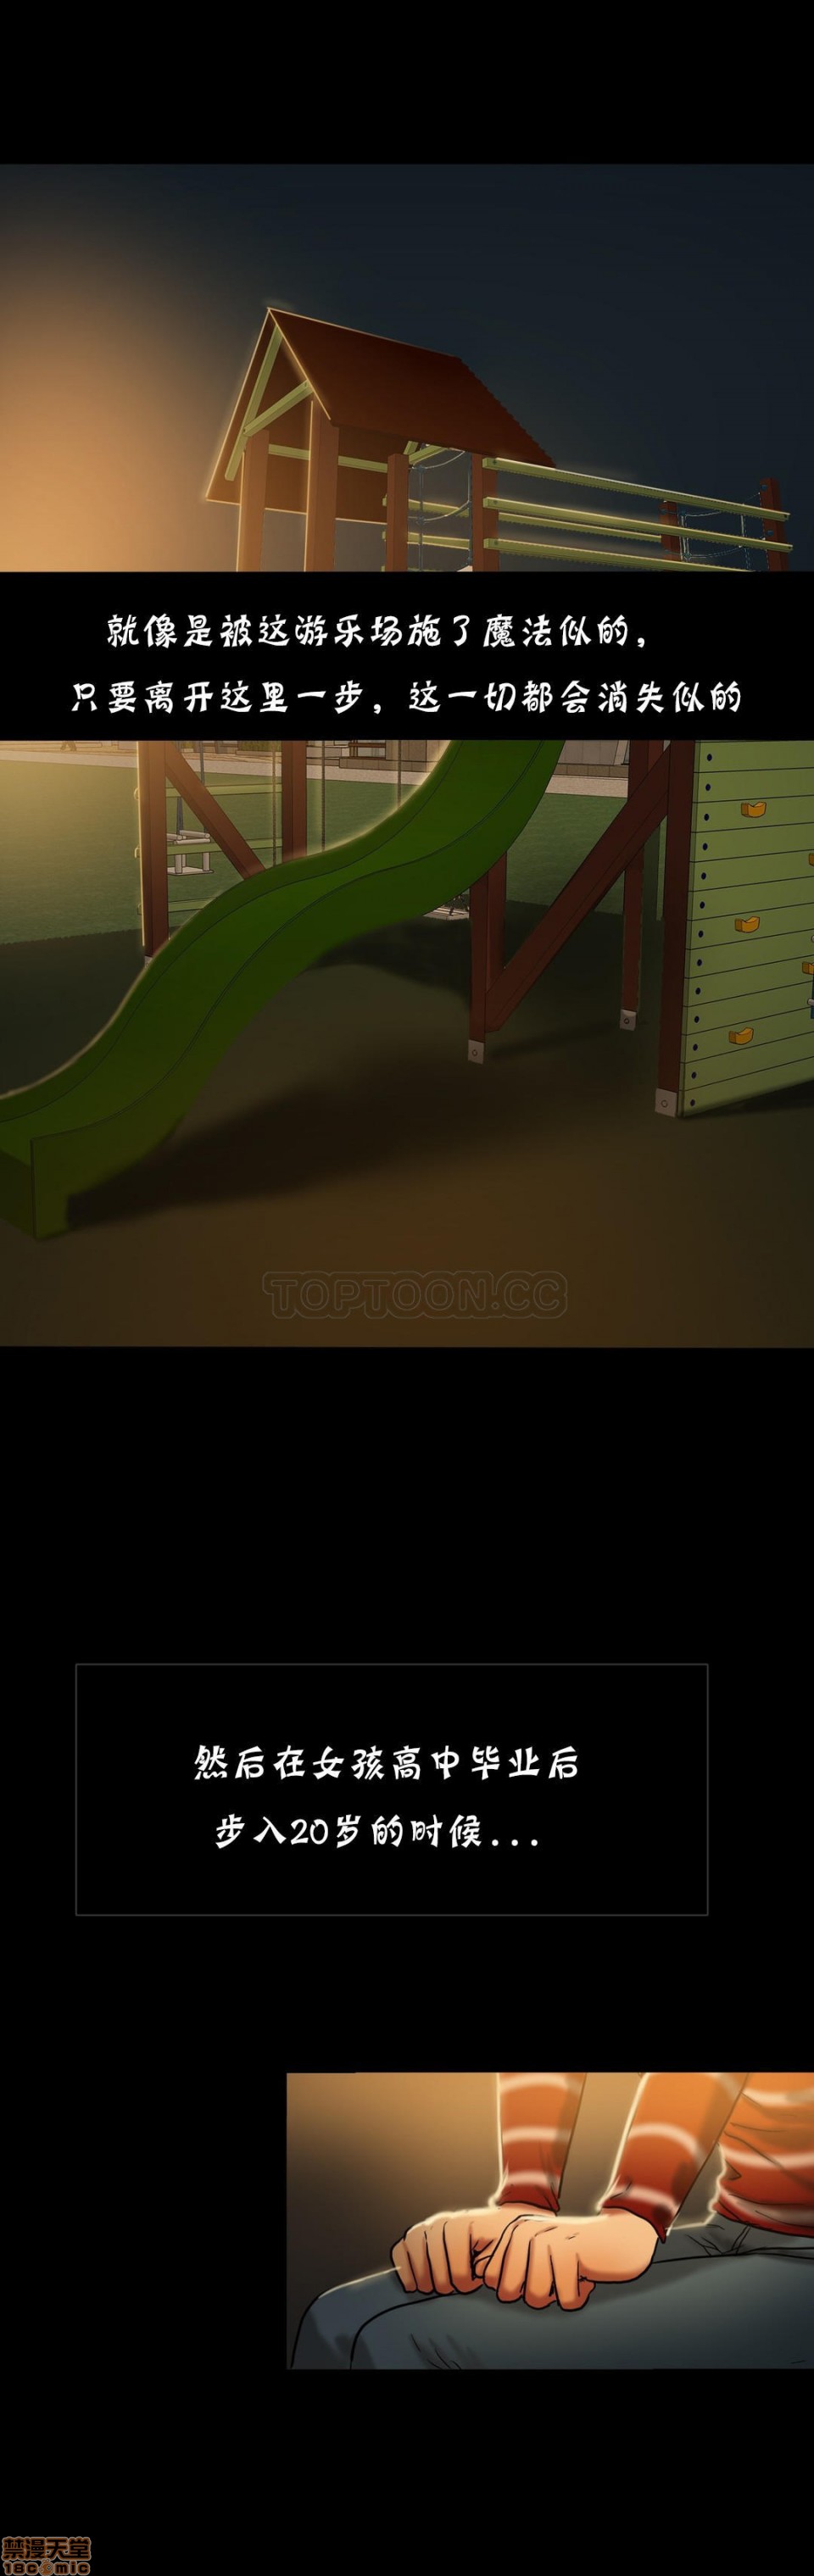 就像是被这游乐场施了魔法似的，
只要离开这里一步，这一切都会消失似的
TOPTOON.CC
然后在女孩高中毕业后
步入20岁的时候...
禁漫天堂
18comic